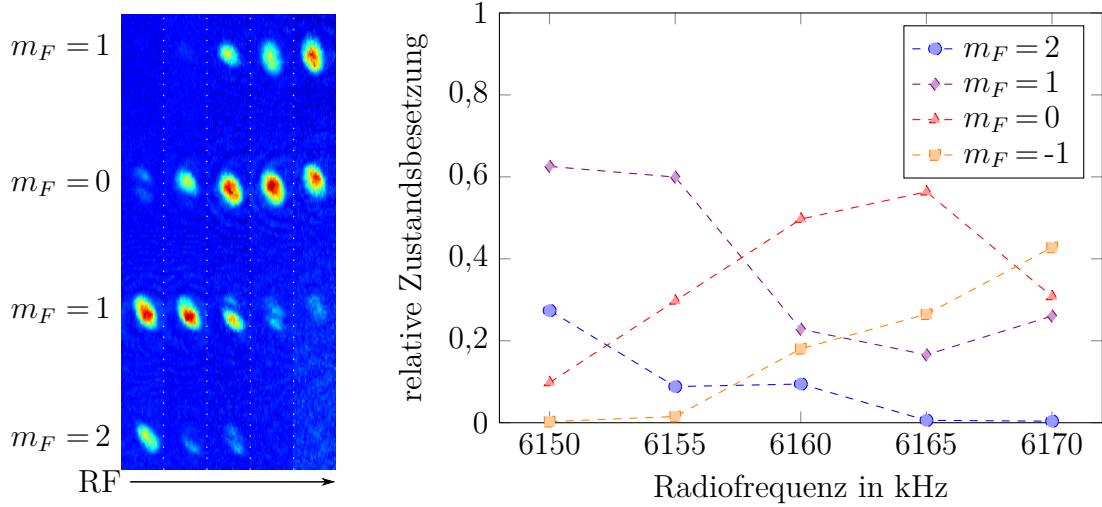 m_F = 1
m_F = 0
m_F = 1
m_F = 2
RF
relative Zustandsbesetzung
1
0,8
0,6
0,4
0,2
0
6150 6155 6160 6165 6170
Radiofrequenz in kHz
m_F = 2
m_F = 1
m_F = 0
m_F = -1